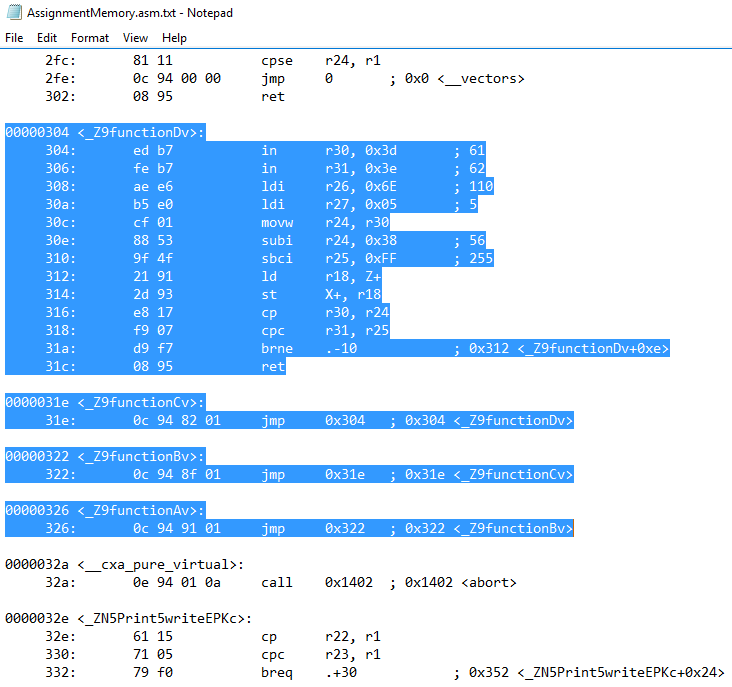 AssignmentMemory.asm.txt - Notepad
File Edit Format View Help
2fc: 81 11 cpse r24, r1
2fe: 0c 94 00 00 jmp 0 ; 0x0 <__vectors>
302: 08 95 ret
00000304 <_Z9functionDv>:
304: ed b7 in r30, 0x3d ; 61
306: fe b7 in r31, 0x3e ; 62
308: ae e6 ldi r26, 0x6E ; 110
30a: b5 e0 ldi r27, 0x05 ; 5
30c: cf 01 movw r24, r30
30e: 88 53 subi r24, 0x38 ; 56
310: 9f 4f sbci r25, 0xFF ; 255
312: 21 91 ld r18, Z+
314: 2d 93 st X+, r18
316: e8 17 cp r30, r24
318: f9 07 cpc r31, r25
31a: d9 f7 brne .-10 ; 0x312 <_Z9functionDv+0xe>
31c: 08 95 ret
0000031e <_Z9functionCv>:
31e: 0c 94 82 01 jmp 0x304 ; 0x304 <_Z9functionDv>
00000322 <_Z9functionBv>:
322: 0c 94 8f 01 jmp 0x31e ; 0x31e <_Z9functionCv>
00000326 <_Z9functionAv>:
326: 0c 94 91 01 jmp 0x322 ; 0x322 <_Z9functionBv>
0000032a <__cxa_pure_virtual>:
32a: 0e 94 01 0a call 0x1402 ; 0x1402 <abort>
0000032e <_ZN5Print5writeEPKc>:
32e: 61 15 cp r22, r1
330: 71 05 cpc r23, r1
332: 79 f0 breq .+30 ; 0x352 <_ZN5Print5writeEPKc+0x24>